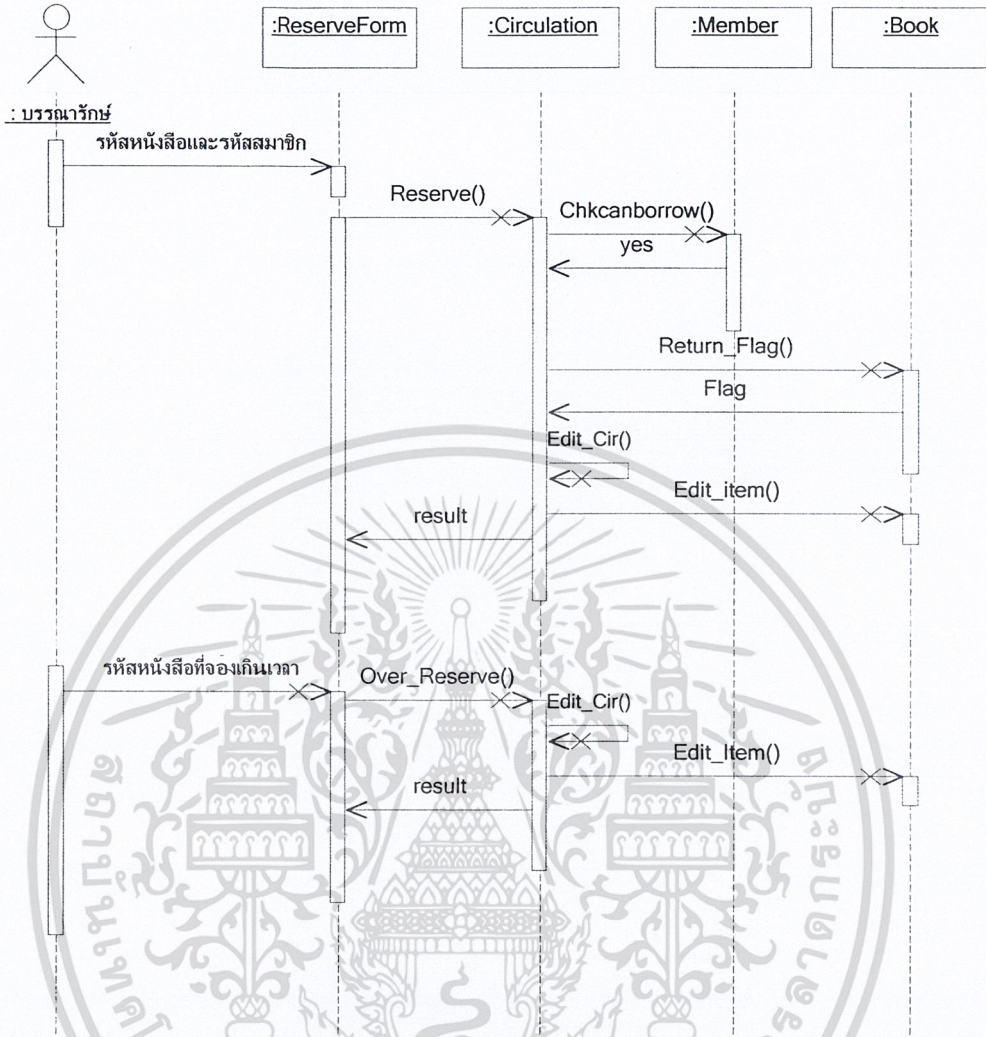 :ReserveForm
:Circulation
:Member
:Book
: บรรณารักษ์
รหัสหนังสือและรหัสสมาชิก
Reserve()
Chkcanborrow()
yes
Return_Flag()
Flag
Edit_Cir()
Edit_item()
result
รหัสหนังสือที่จองเกินเวลา
Over_Reserve()
Edit_Cir()
Edit_Item()
result